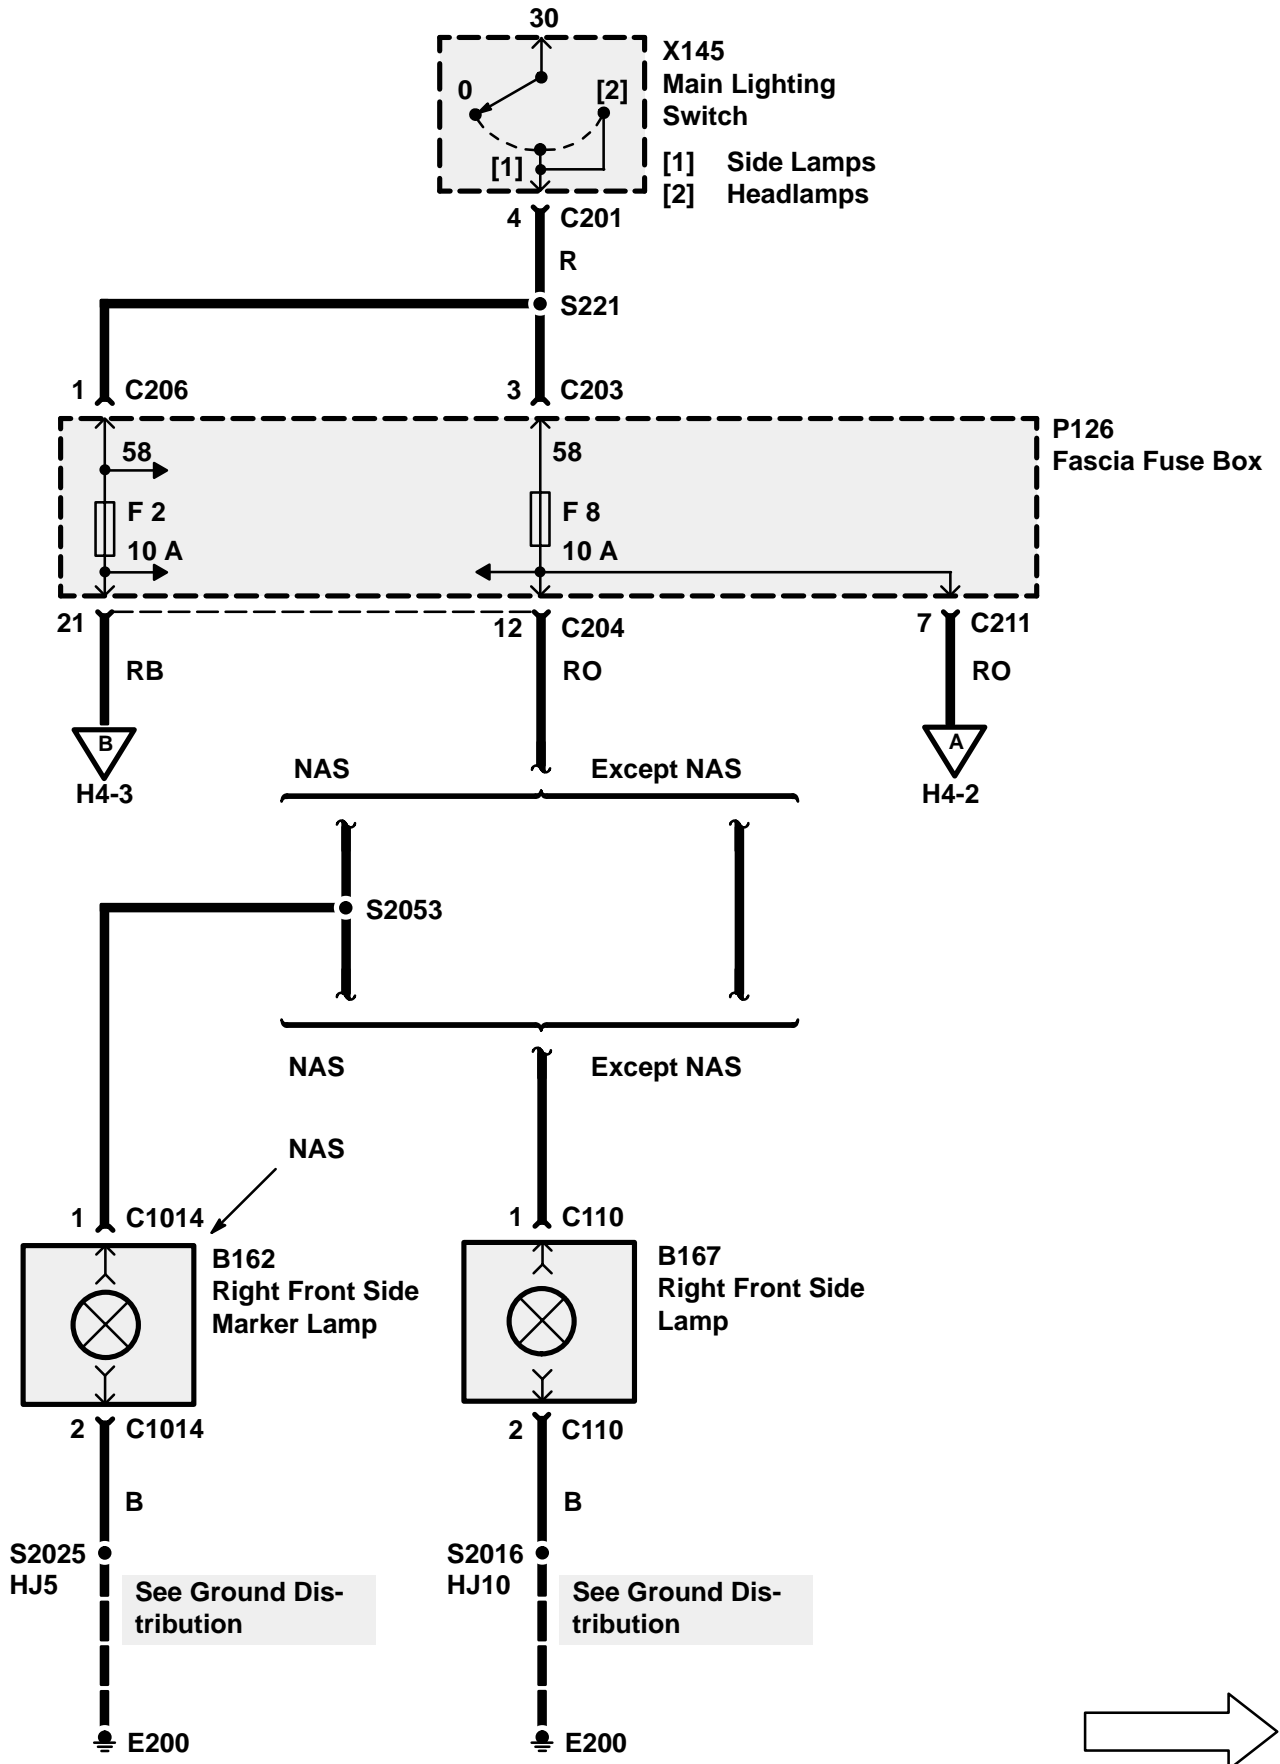 30
X145
Main Lighting
Switch
0
[2]
[1]
[1] Side Lamps
[2] Headlamps
4 C201
R
S221
1 C206
3 C203
P126
Fascia Fuse Box
58
58
F 2
F 8
10 A
10 A
21
12 C204
7 C211
RB
RO
RO
B
A
H4-3
H4-2
NAS
Except NAS
S2053
NAS
Except NAS
NAS
1 C1014
1 C110
B162
Right Front Side
Marker Lamp
B167
Right Front Side
Lamp
2 C1014
2 C110
B
B
S2025
HJ5
See Ground Dis-
tribution
S2016
HJ10
See Ground Dis-
tribution
E200
E200